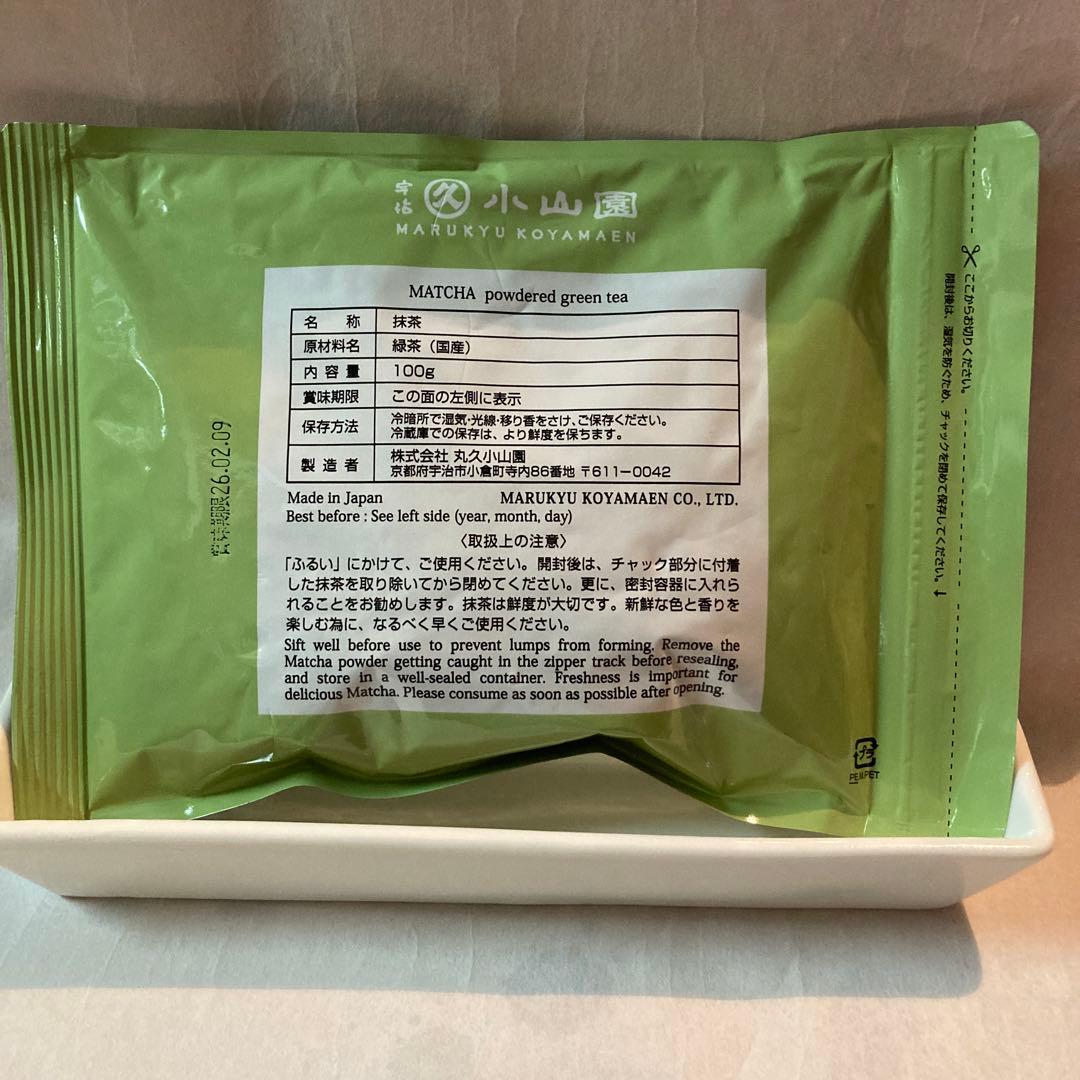 宇治 久 小山園
MARUKYU KOYAMAEN
MATCHA powdered green tea
名称 抹茶
原材料名 緑茶（国産）
内容量 100g
賞味期限 この面の左側に表示
保存方法 冷暗所で湿気・光線・移り香をさけ、ご保存ください。
冷蔵庫での保存は、より鮮度を保ちます。
製造者 株式会社 丸久小山園
京都府宇治市小倉町寺内86番地 〒611-0042
Made in Japan MARUKYU KOYAMAEN CO., LTD.
Best before : See left side (year, month, day)
〈取扱上の注意〉
「ふるい」にかけて、ご使用ください。開封後は、チャック部分に付着
した抹茶を取り除いてから閉めてください。更に、密封容器に入れら
れることをお勧めします。抹茶は鮮度が大切です。新鮮な色と香りを
楽しむ為に、なるべく早くご使用ください。
Sift well before use to prevent lumps from forming. Remove the
Matcha powder getting caught in the zipper track before resealing,
and store in a well-sealed container. Freshness is important for
delicious Matcha. Please consume as soon as possible after opening.
賞味期限26.02.09
ここからお切りください。
開封後は、湿気を防ぐため、チャックを閉めて保存してください。
プラ
PE,M,PET